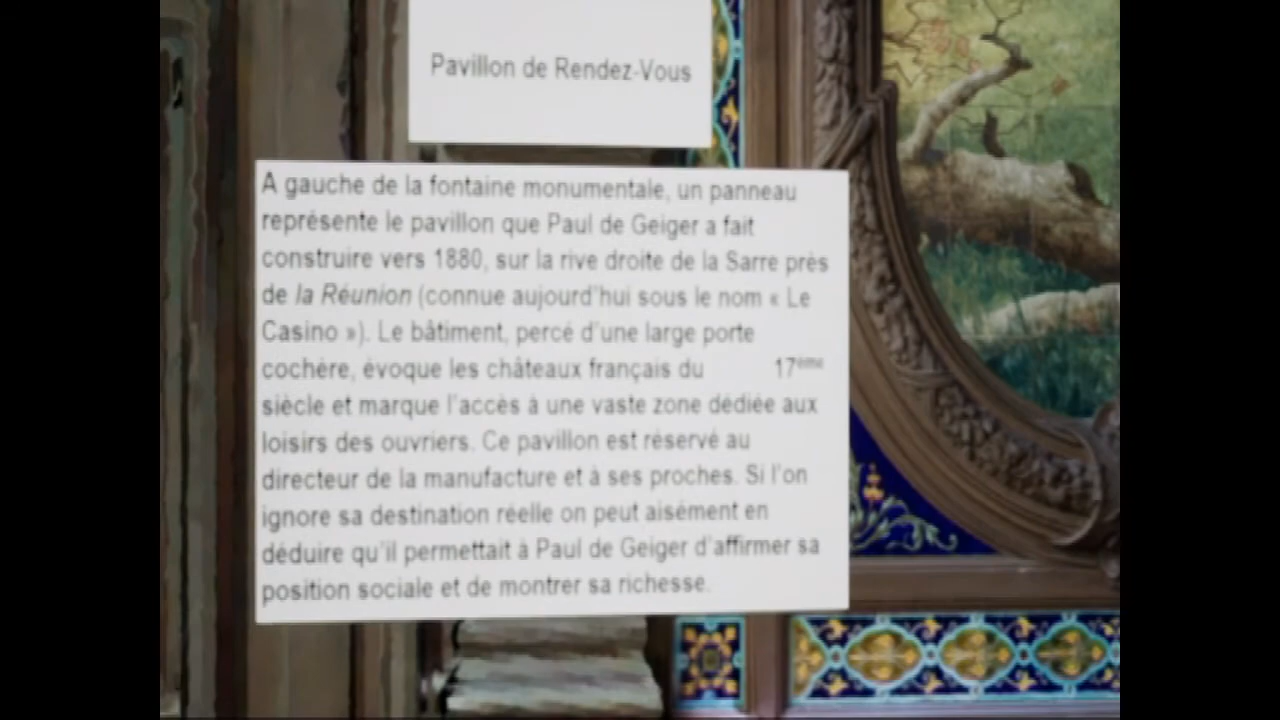 Pavillon de Rendez-Vous
A gauche de la fontaine monumentale, un panneau
représente le pavillon que Paul de Geiger a fait
construire vers 1880, sur la rive droite de la Sarre près
de la Réunion (connue aujourd'hui sous le nom « Le
Casino »). Le bâtiment, percé d'une large porte
cochère, évoque les châteaux français du 17ème
siècle et marque l'accès à une vaste zone dédiée aux
loisirs des ouvriers. Ce pavillon est réservé au
directeur de la manufacture et à ses proches. Si l'on
ignore sa destination réelle on peut aisément en
déduire qu'il permettait à Paul de Geiger d'affirmer sa
position sociale et de montrer sa richesse.